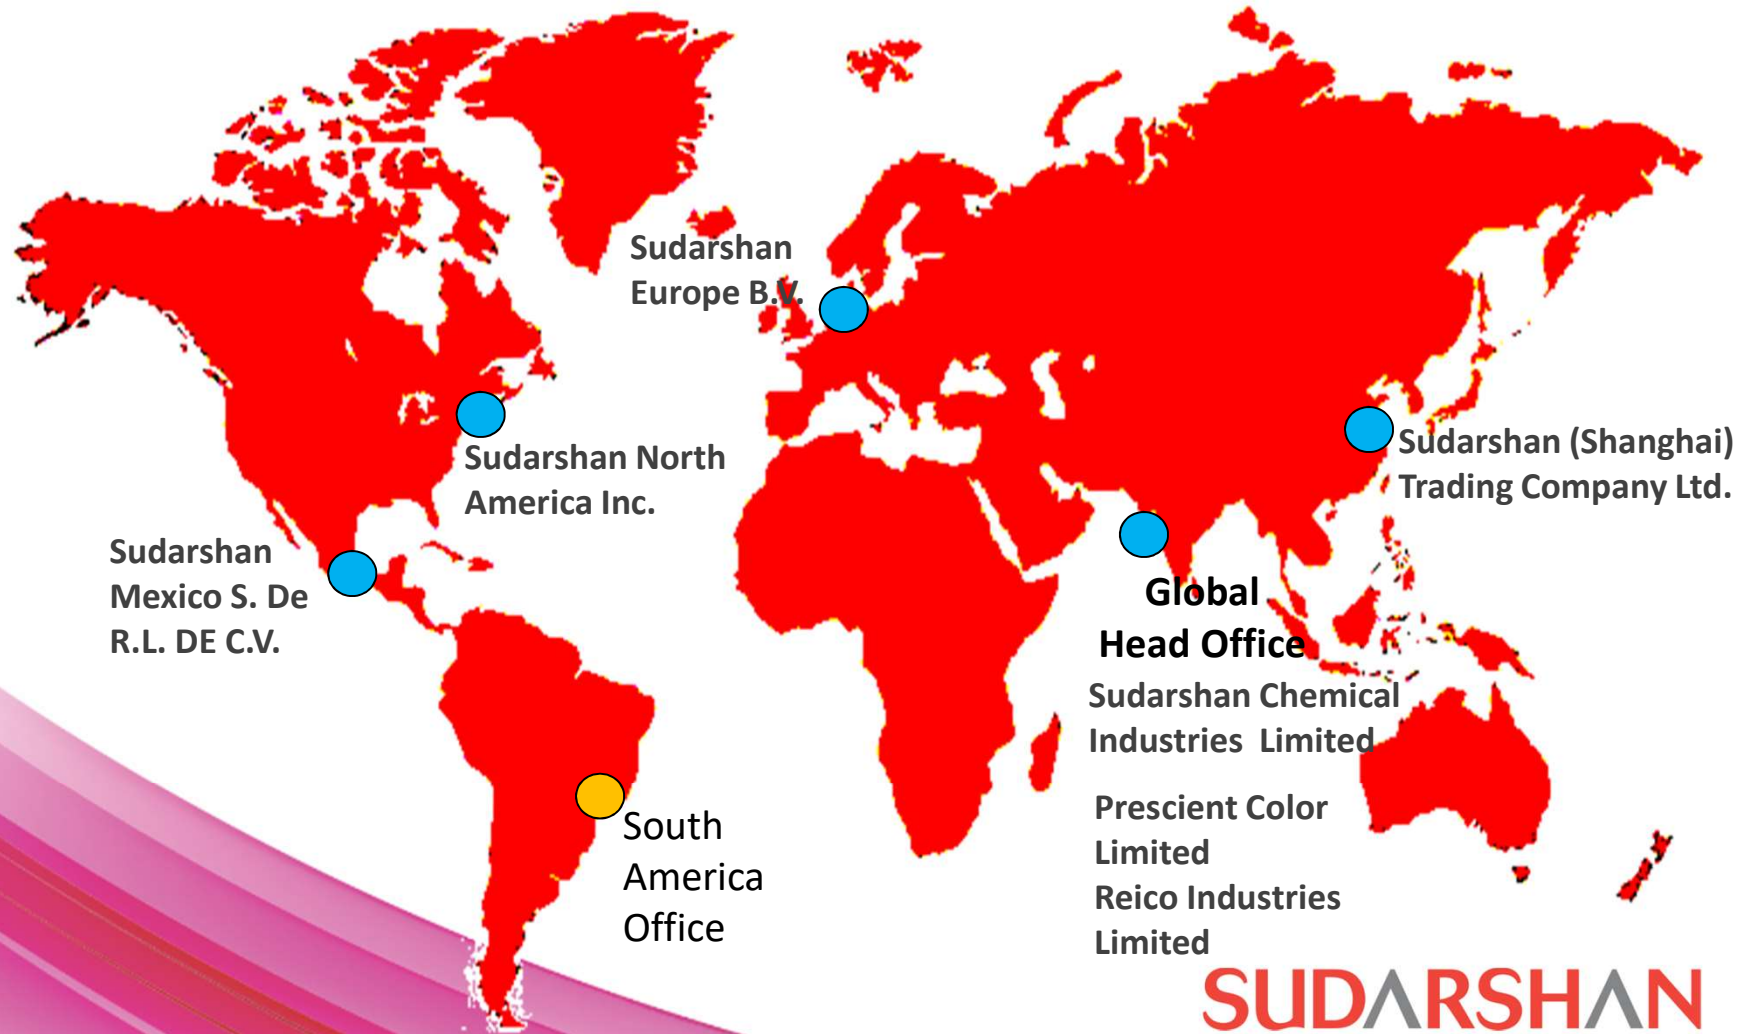 Sudarshan
Europe B.V.
Sudarshan North
America Inc.
Sudarshan (Shanghai)
Trading Company Ltd.
Sudarshan
Mexico S. De
R.L. DE C.V.
Global
Head Office
Sudarshan Chemical
Industries Limited
Prescient Color
Limited
Reico Industries
Limited
South
America
Office
SUDARSHAN